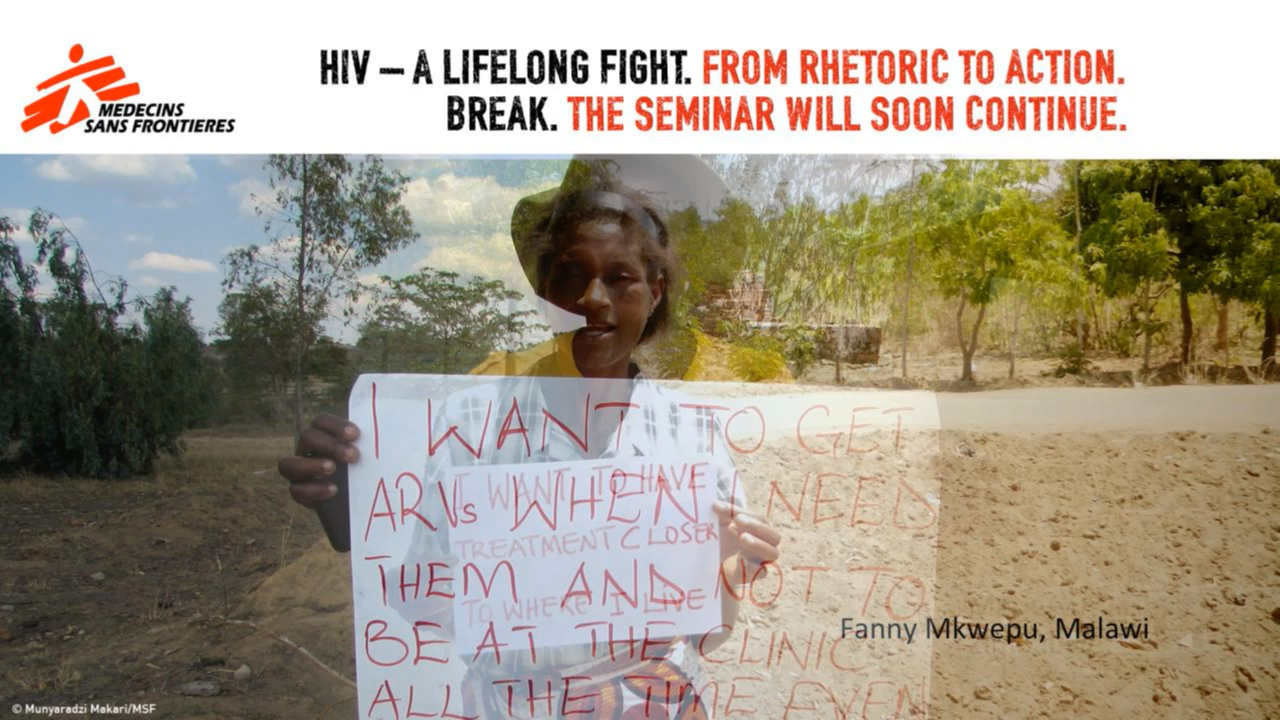 HIV – A LIFELONG FIGHT. FROM RHETORIC TO ACTION.
BREAK. THE SEMINAR WILL SOON CONTINUE.
MEDECINS
SANS FRONTIERES
I WANT TO GET
ARVs WHEN I NEED
THEM AND NOT TO
BE AT THE CLINIC
ALL THE TIME EVEN
I WANT TO HAVE
TREATMENT CLOSER
TO WHERE I LIVE
Fanny Mkwepu, Malawi
© Munyaradzi Makari/MSF